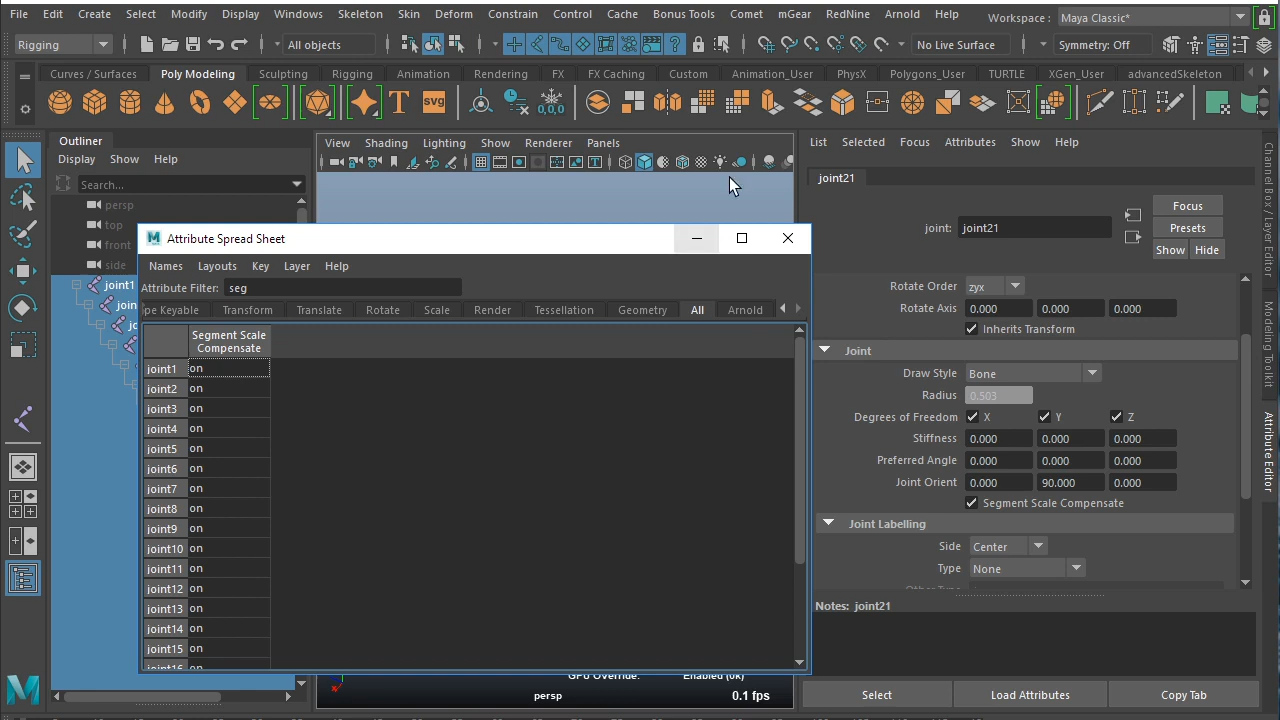 File Edit Create Select Modify Display Windows Skeleton Skin Deform Constrain Control Cache Bonus Tools Comet mGear RedNine Arnold Help Workspace : Maya Classic*
Rigging All objects No Live Surface Symmetry: Off
Curves / Surfaces Poly Modeling Sculpting Rigging Animation Rendering FX FX Caching Custom Animation_User PhysX Polygons_User TURTLE XGen_User advancedSkeleton
T SVG 0,0,0
Outliner
Display Show Help
Search...
persp
top
front
side
joint1
join
jo
View Shading Lighting Show Renderer Panels
Attribute Spread Sheet
Names Layouts Key Layer Help
Attribute Filter: seg
pe Keyable Transform Translate Rotate Scale Render Tessellation Geometry All Arnold
Segment Scale
Compensate
joint1 on
joint2 on
joint3 on
joint4 on
joint5 on
joint6 on
joint7 on
joint8 on
joint9 on
joint10 on
joint11 on
joint12 on
joint13 on
joint14 on
joint15 on
joint16 on
GPU Override: Enabled (ok)
persp 0.1 fps
List Selected Focus Attributes Show Help
joint21
joint: joint21
Focus
Presets
Show Hide
Rotate Order zyx
Rotate Axis 0.000 0.000 0.000
Inherits Transform
Joint
Draw Style Bone
Radius 0.503
Degrees of Freedom X Y Z
Stiffness 0.000 0.000 0.000
Preferred Angle 0.000 0.000 0.000
Joint Orient 0.000 90.000 0.000
Segment Scale Compensate
Joint Labelling
Side Center
Type None
Other Type
Notes: joint21
Select Load Attributes Copy Tab
Channel Box / Layer Editor
Modeling Toolkit
Attribute Editor